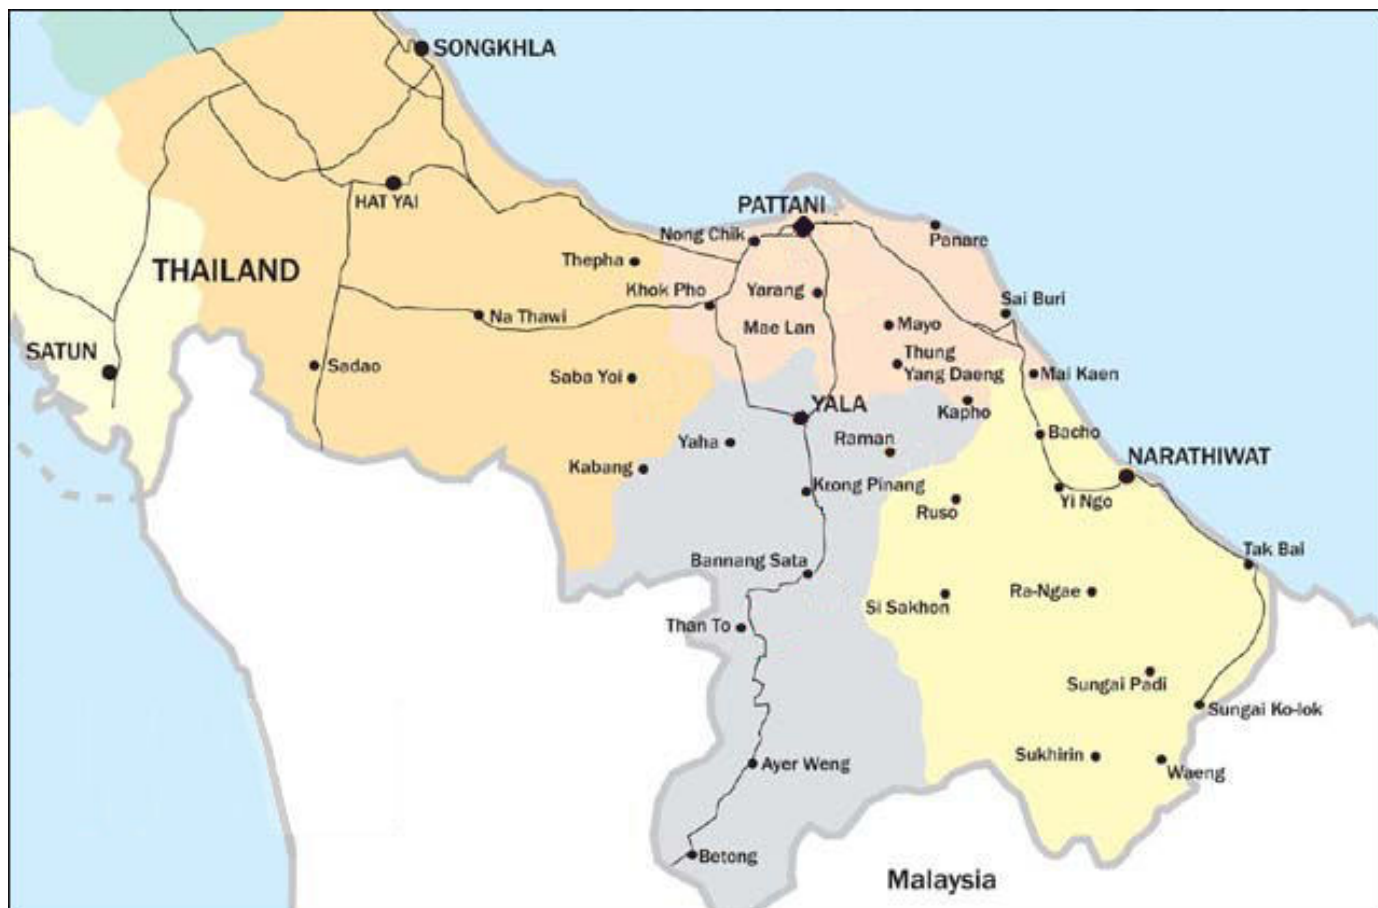 SONGKHLA
HAT YAI
PATTANI
Nong Chik
Panare
Thepha
THAILAND
Khok Pho
Yarang
Sai Buri
Na Thawi
Mae Lan
Mayo
SATUN
Sadao
Saba Yoi
Thung
Yang Daeng
Mai Kaen
YALA
Kapho
Yaha
Raman
Bacho
Kabang
NARATHIWAT
Krong Pinang
Ruso
Yi Ngo
Bannang Sata
Tak Bai
Si Sakhon
Ra-Ngae
Than To
Sungai Padi
Sungai Ko-lok
Ayer Weng
Sukhirin
Waeng
Betong
Malaysia